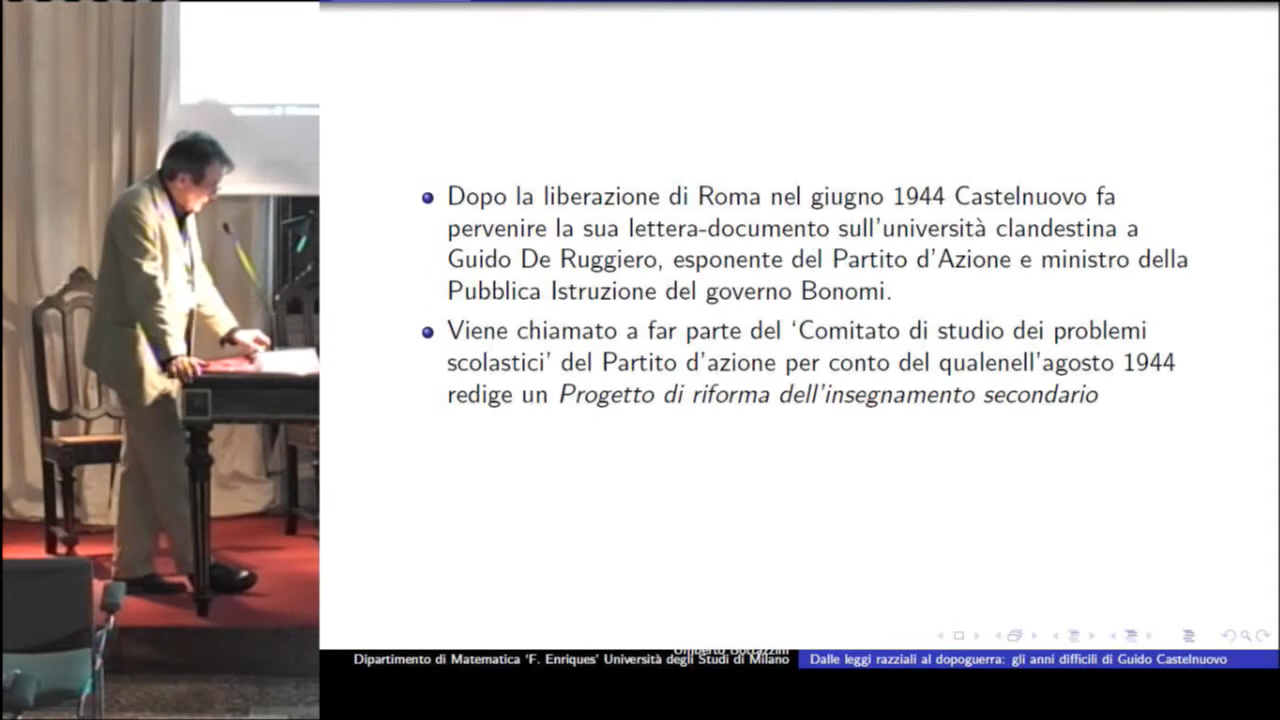 Dopo la liberazione di Roma nel giugno 1944 Castelnuovo fa
pervenire la sua lettera-documento sull'università clandestina a
Guido De Ruggiero, esponente del Partito d'Azione e ministro della
Pubblica Istruzione del governo Bonomi.
Viene chiamato a far parte del 'Comitato di studio dei problemi
scolastici' del Partito d'azione per conto del qualenell'agosto 1944
redige un Progetto di riforma dell'insegnamento secondario
Umberto Bottazzini
Dipartimento di Matematica 'F. Enriques' Università degli Studi di Milano
Dalle leggi razziali al dopoguerra: gli anni difficili di Guido Castelnuovo